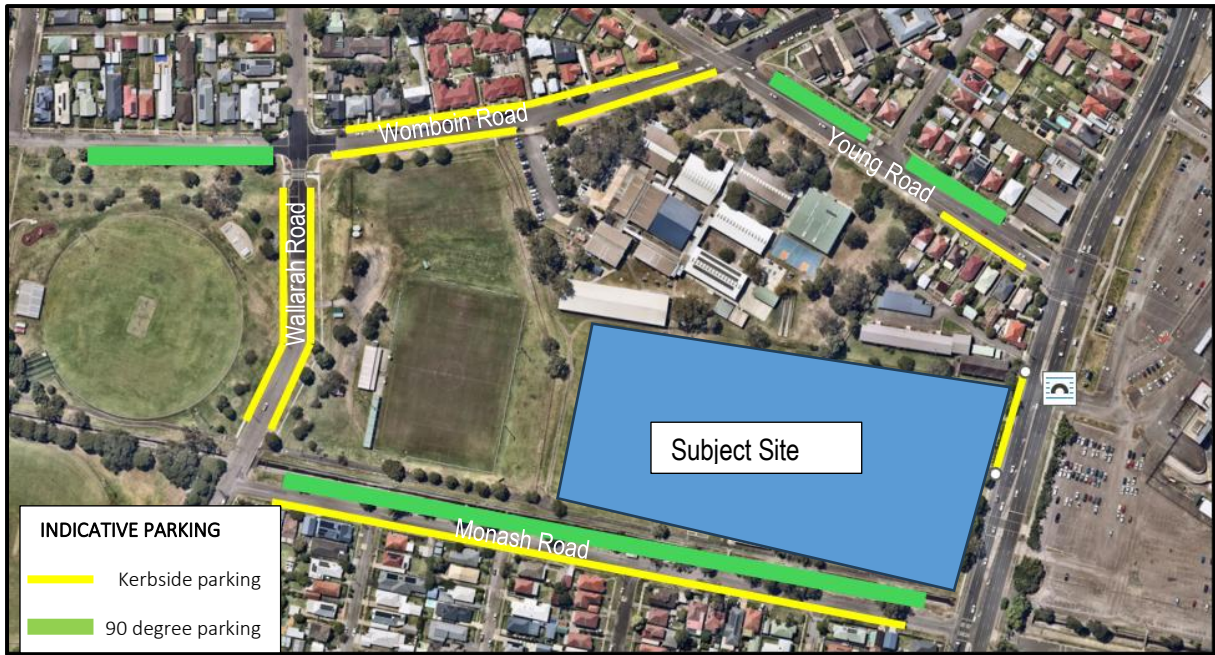 Womboin Road
Young Road
Wallarah Road
Subject Site
Monash Road
INDICATIVE PARKING
Kerbside parking
90 degree parking